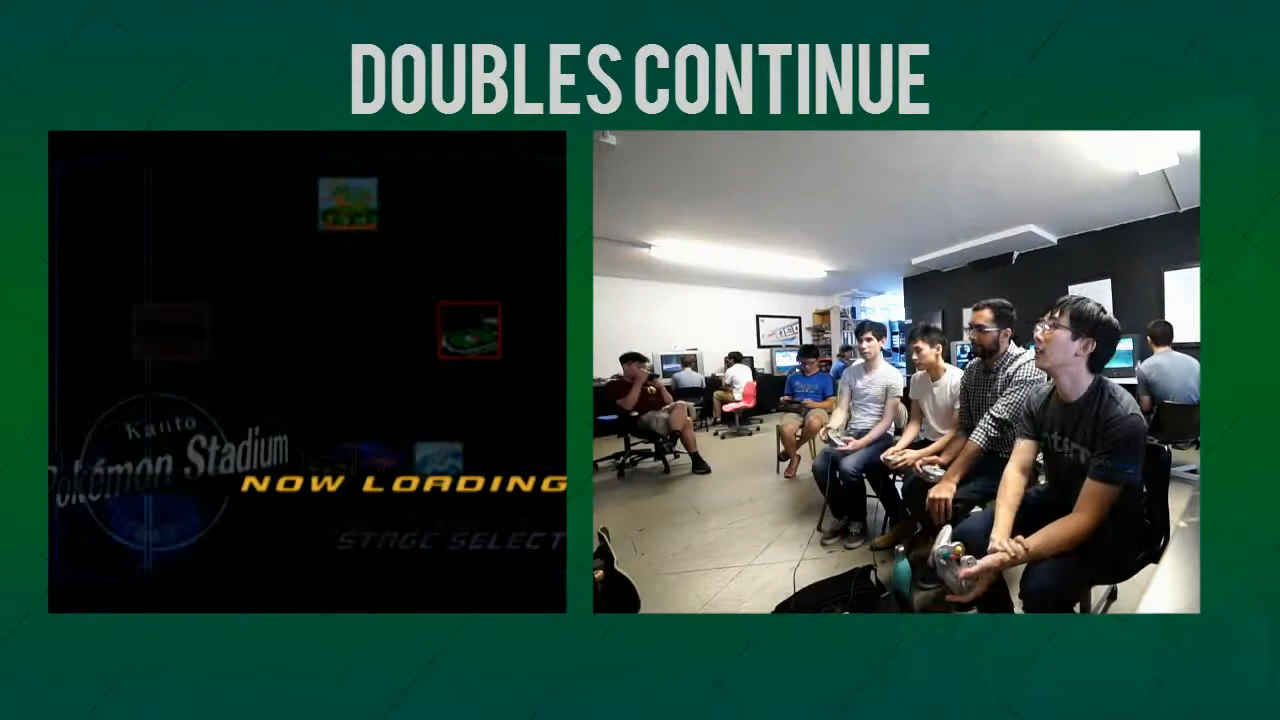 DOUBLES CONTINUE
Kanto
Pokémon Stadium
NOW LOADING
STAGE SELECT